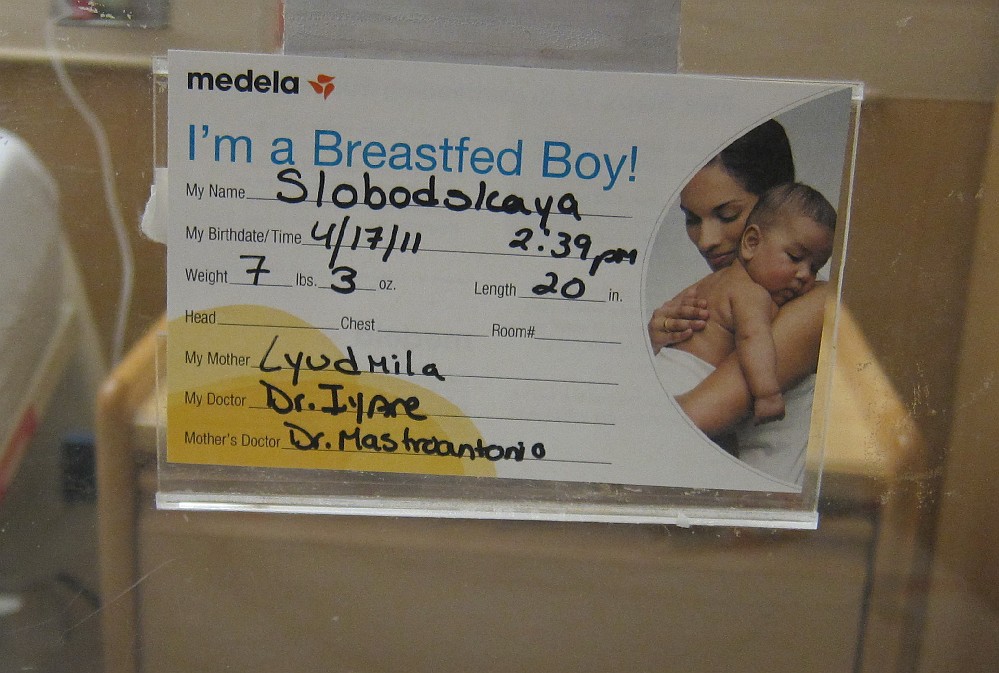 medela
I'm a Breastfed Boy!
My Name Slobodskaya
My Birthdate/Time 4/17/11 2:39pm
Weight 7 lbs. 3 oz. Length 20 in.
Head Chest Room#
My Mother Lyudmila
My Doctor Dr.
Mother's Doctor Dr. Mastroantonio